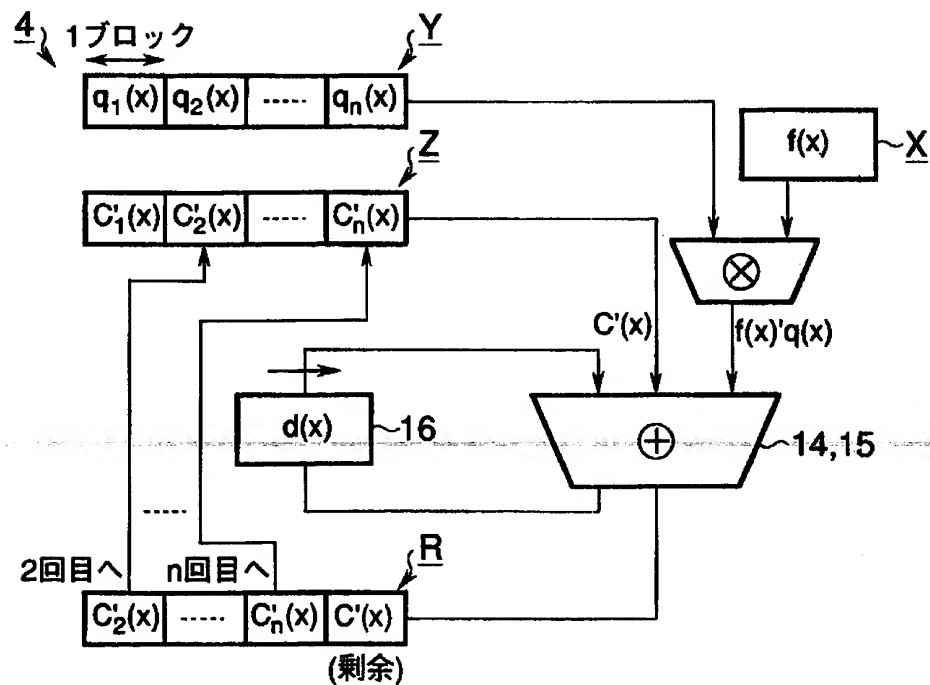 4
1ブロック
Y
q₁(x) q₂(x) ----- qₙ(x)
f(x)
X
Z
C'₁(x) C'₂(x) ----- C'ₙ(x)
⊗
C'(x)
f(x)'q(x)
d(x)
16
⊕
14,15
-----
2回目へ
n回目へ
R
C'₂(x) ----- C'ₙ(x) C'(x)
(剰余)